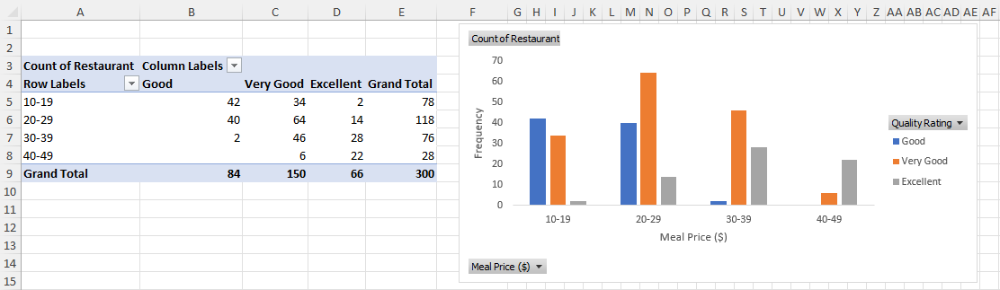 A B C D E F G H I J K L M N O P Q R S T U V W X Y Z AA AB AC AD AE AF
1
2
3 Count of Restaurant Column Labels
4 Row Labels Good Very Good Excellent Grand Total
5 10-19 42 34 2 78
6 20-29 40 64 14 118
7 30-39 2 46 28 76
8 40-49 6 22 28
9 Grand Total 84 150 66 300
10
11
12
13
14
15
Count of Restaurant
70
60
50
40
30
20
10
0
Frequency
10-19 20-29 30-39 40-49
Meal Price ($)
Quality Rating
Good
Very Good
Excellent
Meal Price ($)